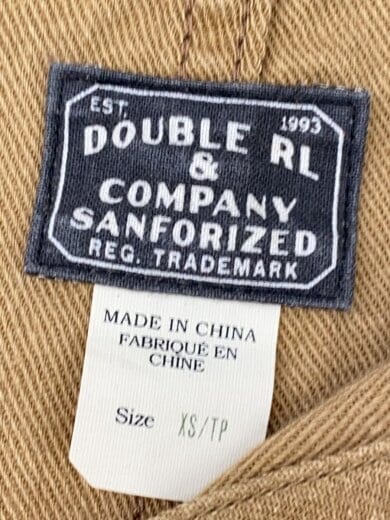 EST. 1993
DOUBLE RL
&
COMPANY
SANFORIZED
REG. TRADEMARK
MADE IN CHINA
FABRIQUÉ EN
CHINE
Size XS/TP